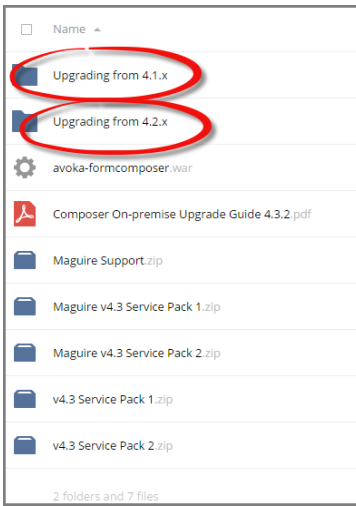 Name
Upgrading from 4.1.x
Upgrading from 4.2.x
avoka-formcomposer.war
Composer On-premise Upgrade Guide 4.3.2.pdf
Maguire Support.zip
Maguire v4.3 Service Pack 1.zip
Maguire v4.3 Service Pack 2.zip
v4.3 Service Pack 1.zip
v4.3 Service Pack 2.zip
2 folders and 7 files